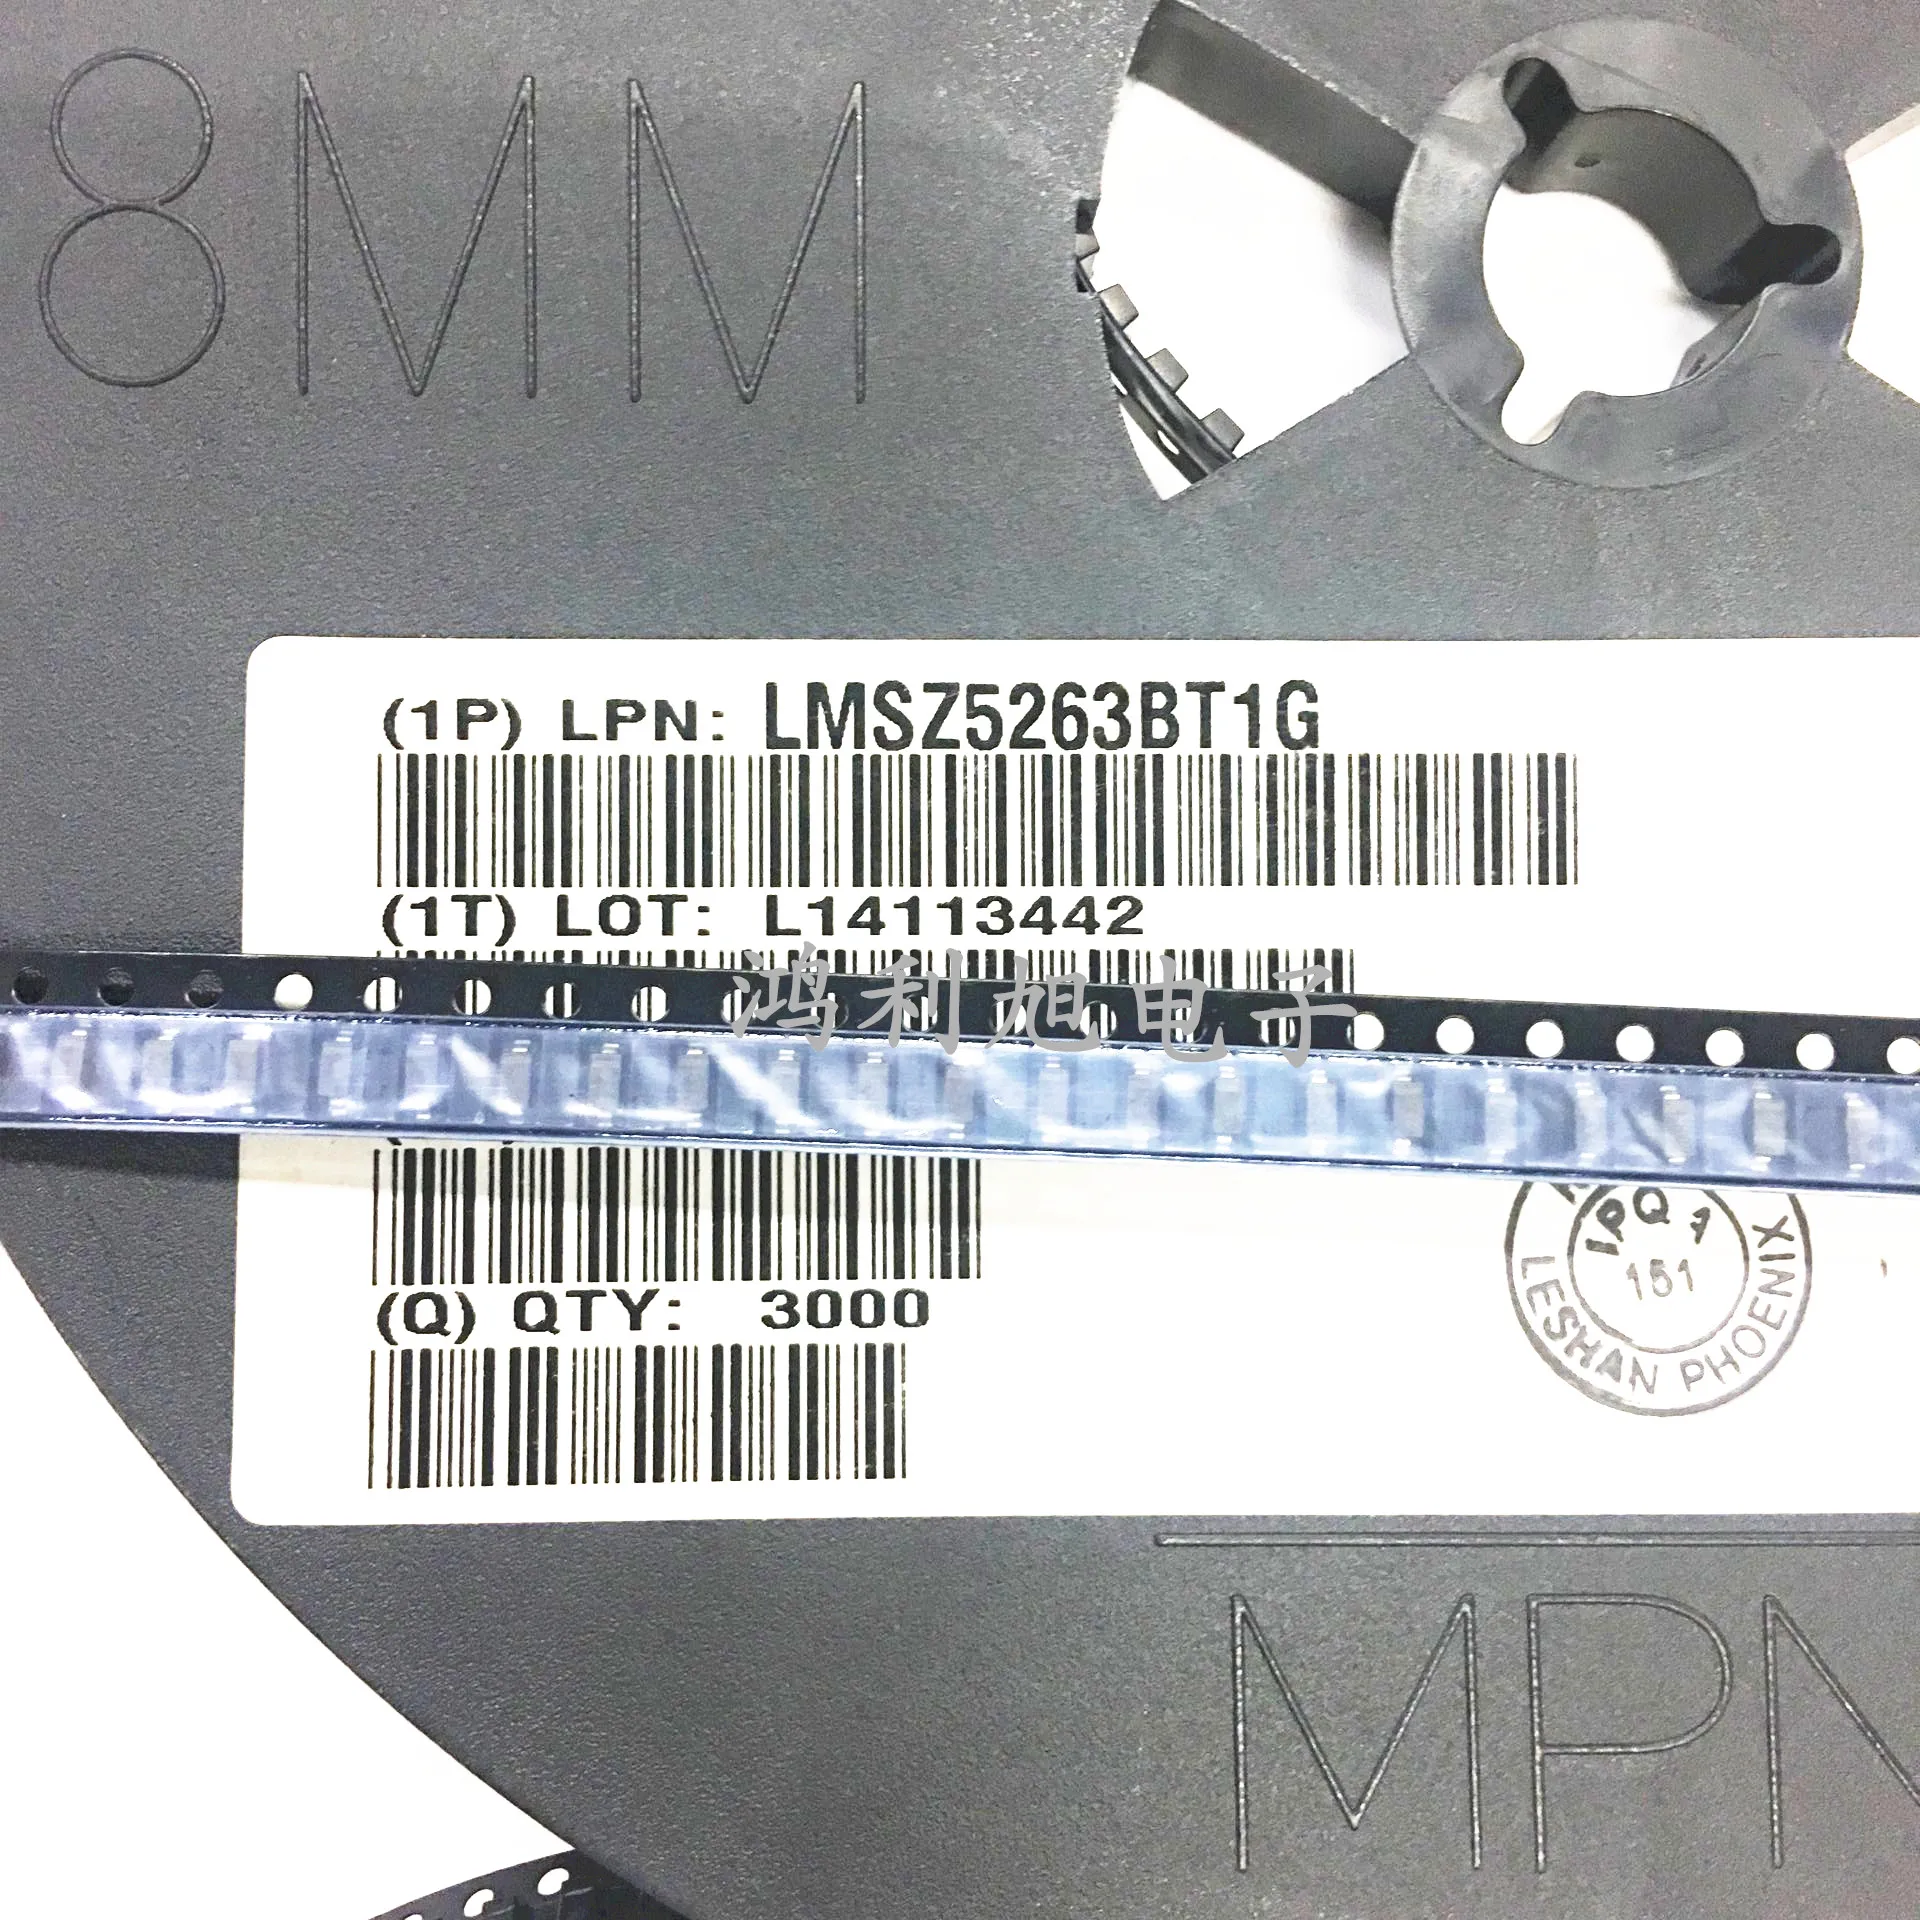 8MM
(1P) LPN: LMSZ5263BT1G
(1T) LOT: L14113442
鸿利旭电子
(Q) QTY: 3000
IPQ 7
151
LESHAN PHOENIX
MPN